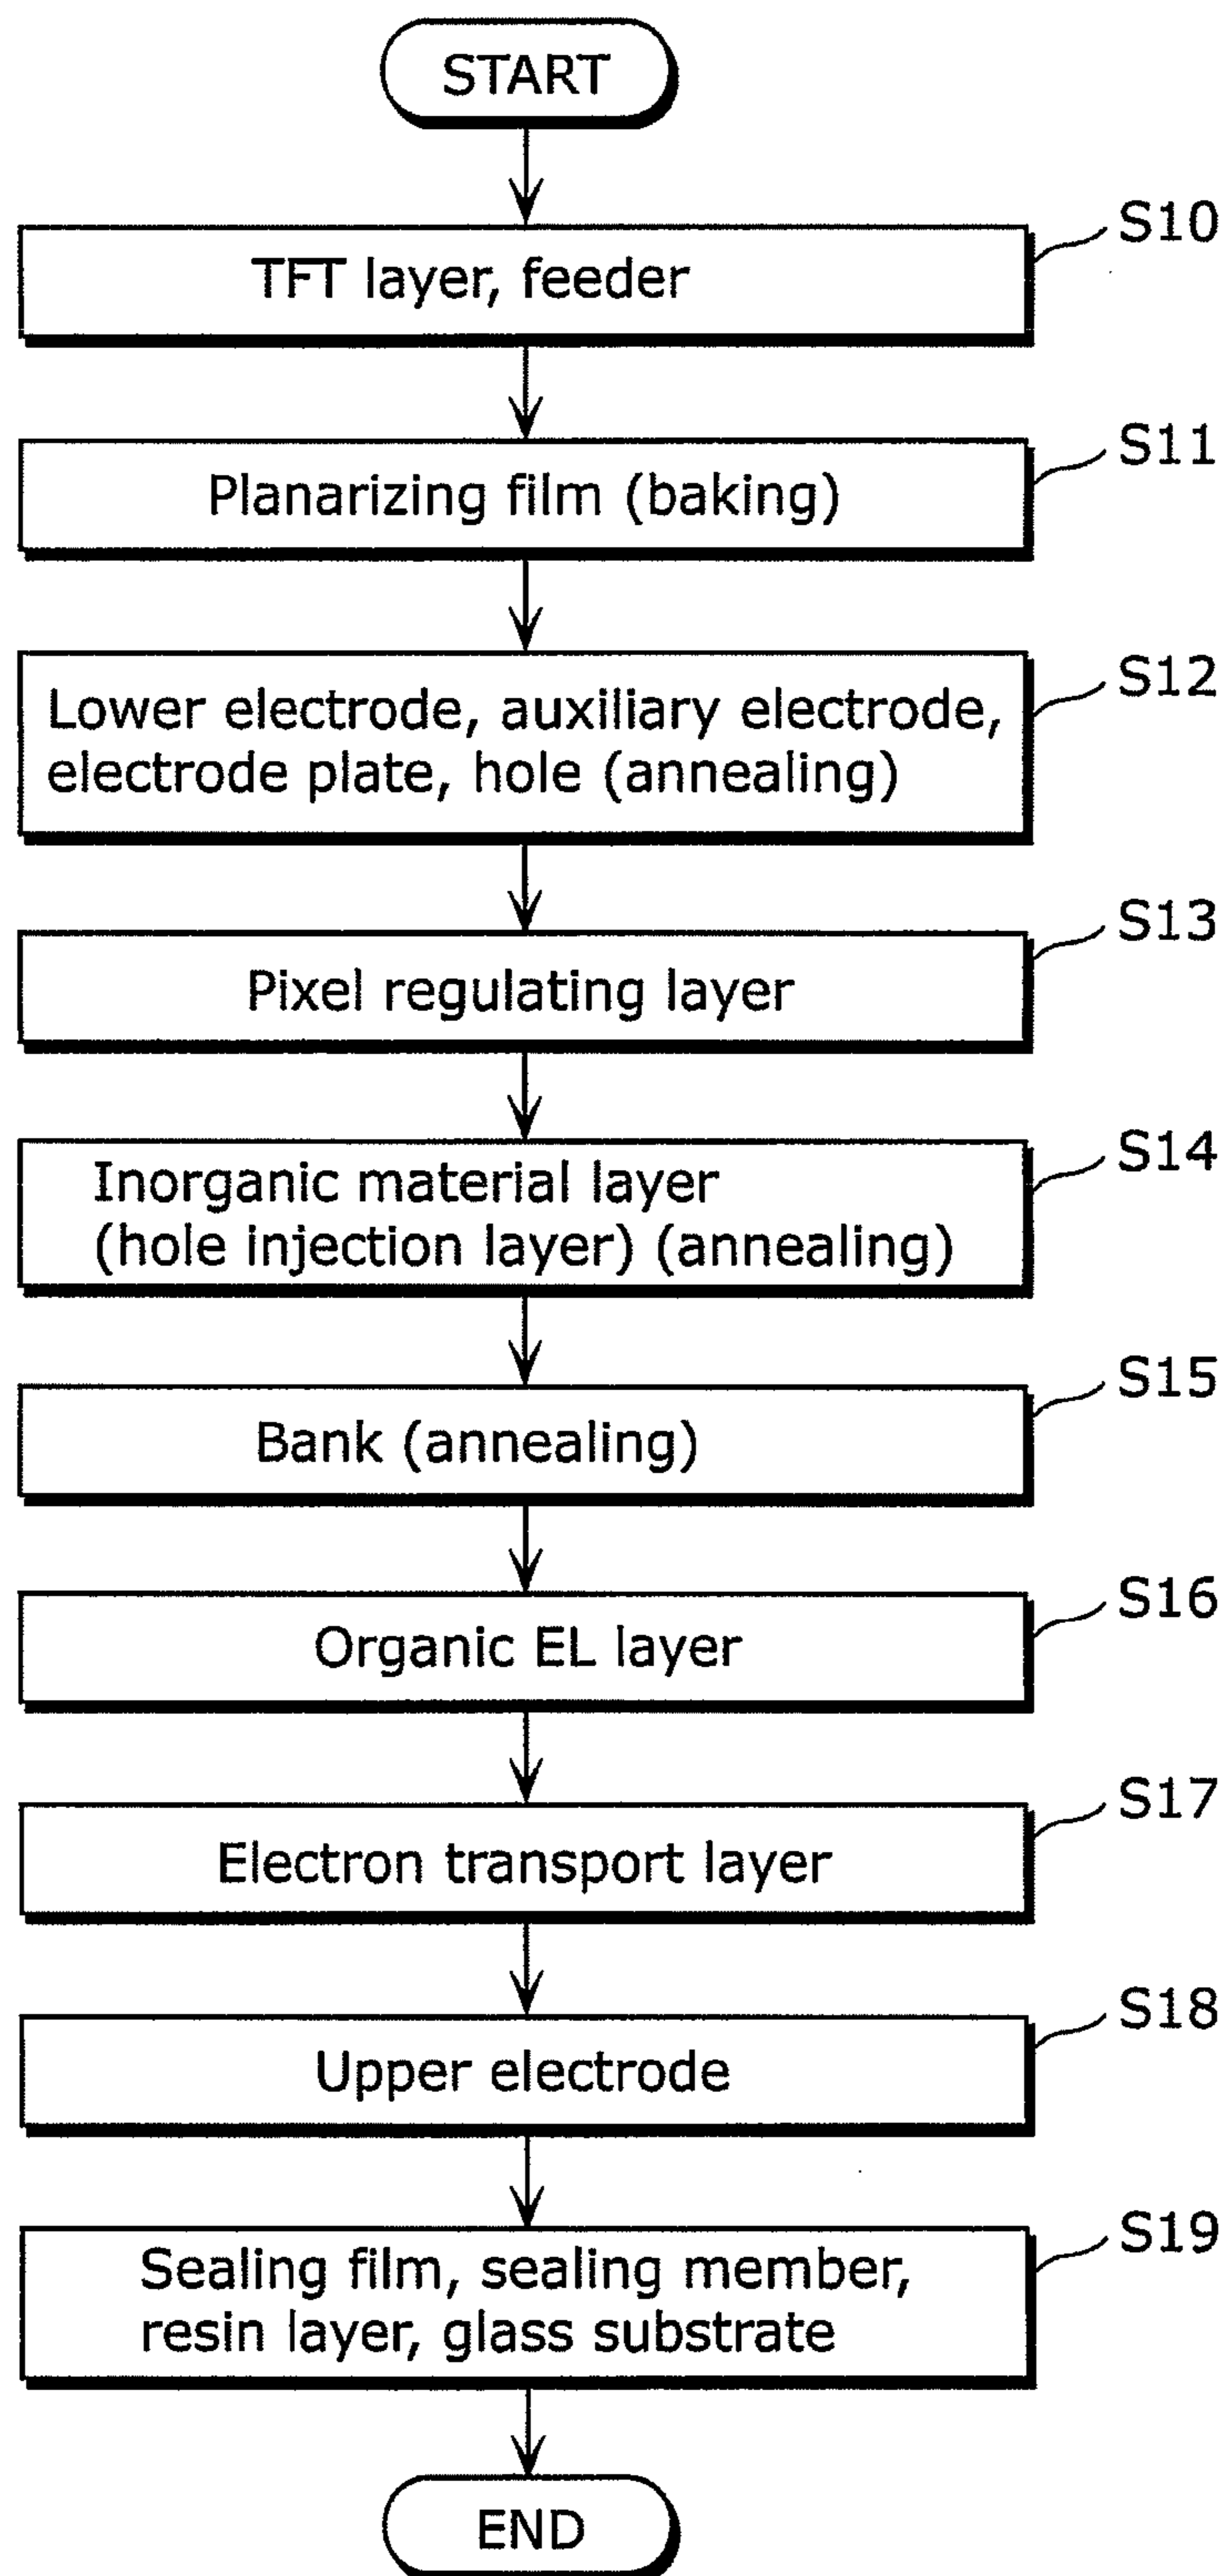 START
S10
TFT layer, feeder
S11
Planarizing film (baking)
S12
Lower electrode, auxiliary electrode,
electrode plate, hole (annealing)
S13
Pixel regulating layer
S14
Inorganic material layer
(hole injection layer) (annealing)
S15
Bank (annealing)
S16
Organic EL layer
S17
Electron transport layer
S18
Upper electrode
S19
Sealing film, sealing member,
resin layer, glass substrate
END